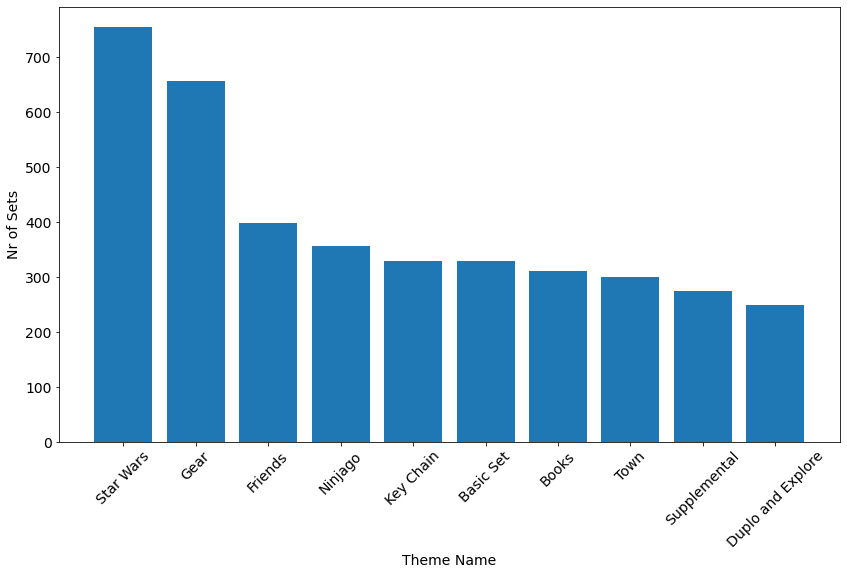 700
600
500
400
300
200
100
0
Nr of Sets
Star Wars
Gear
Friends
Ninjago
Key Chain
Basic Set
Books
Town
Supplemental
Duplo and Explore
Theme Name